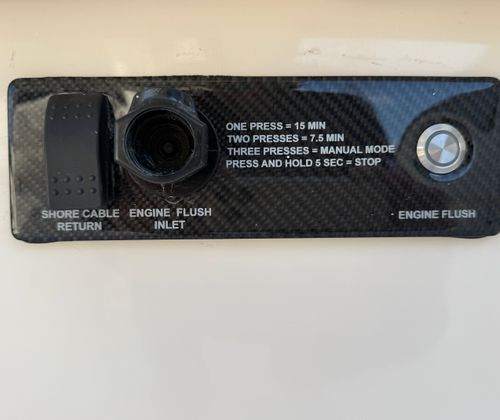 ONE PRESS = 15 MIN
TWO PRESSES = 7.5 MIN
THREE PRESSES = MANUAL MODE
PRESS AND HOLD 5 SEC = STOP
SHORE CABLE
RETURN
ENGINE FLUSH
INLET
ENGINE FLUSH